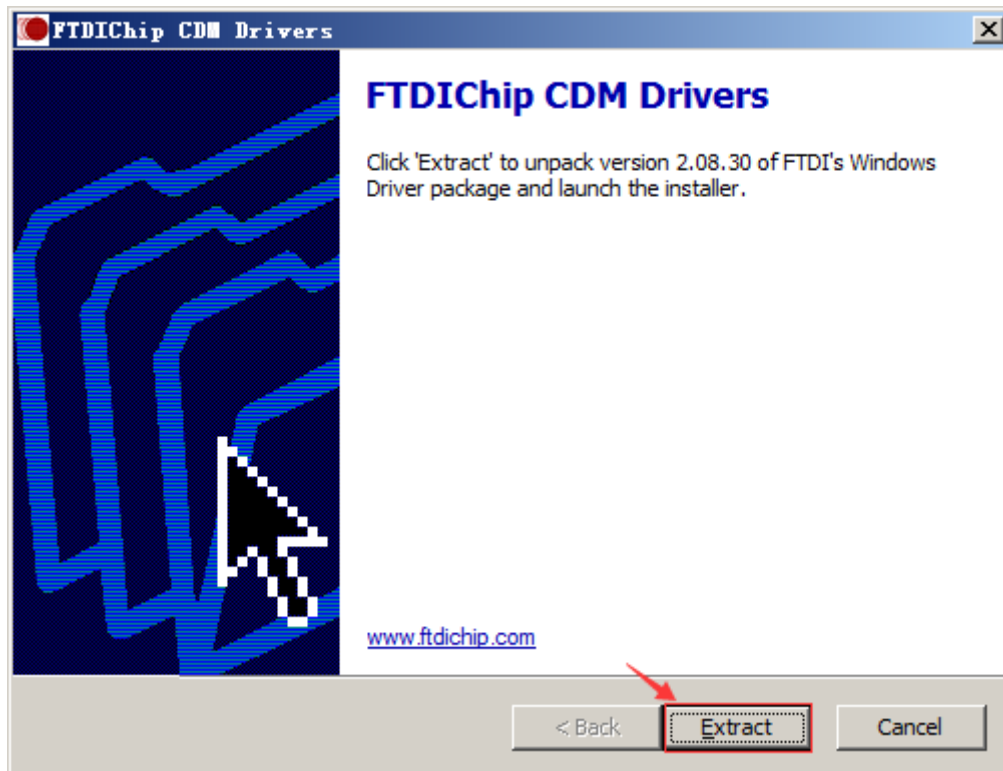 FTDIChip CDM Drivers
FTDIChip CDM Drivers
Click 'Extract' to unpack version 2.08.30 of FTDI's Windows
Driver package and launch the installer.
www.ftdichip.com
< Back
Extract
Cancel